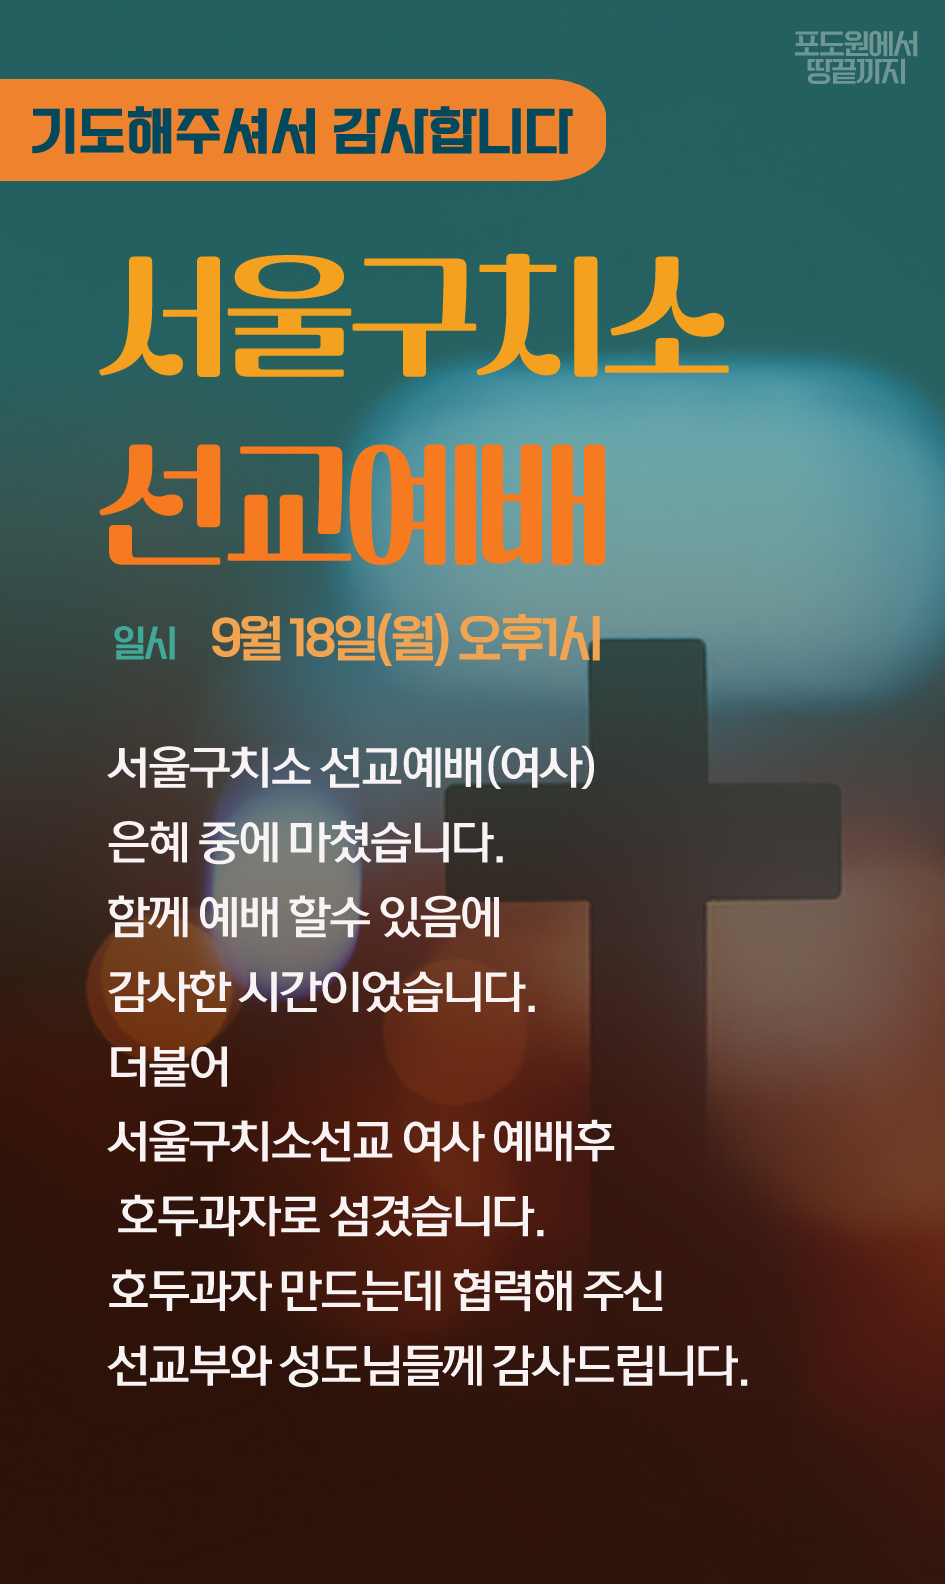 포도원에서
땅끝까지
기도해주셔서 감사합니다
서울구치소
선교예배
일시 9월 18일(월) 오후1시
서울구치소 선교예배(여사)
은혜 중에 마쳤습니다.
함께 예배 할수 있음에
감사한 시간이었습니다.
더불어
서울구치소선교 여사 예배후
호두과자로 섬겼습니다.
호두과자 만드는데 협력해 주신
선교부와 성도님들께 감사드립니다.